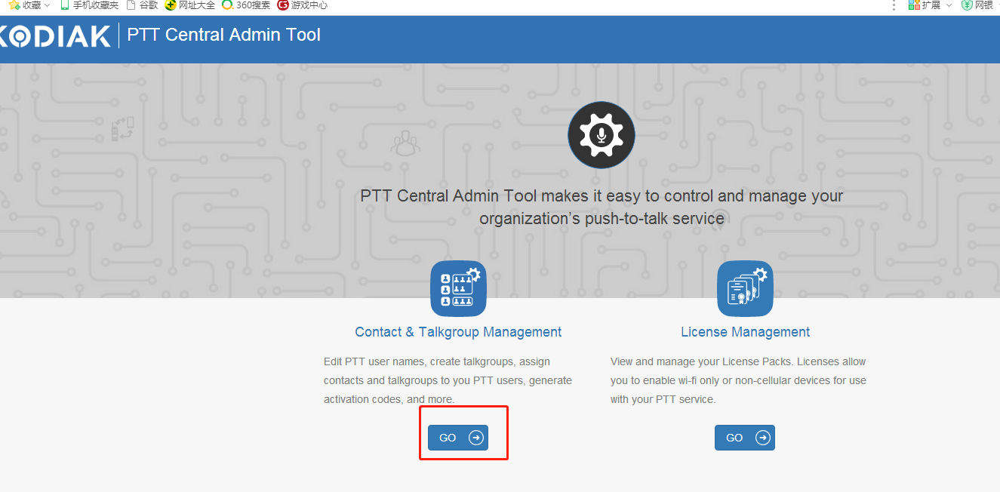 收藏 手机收藏夹 谷歌 网址大全 360搜索 游戏中心 扩展 网银
KODIAK PTT Central Admin Tool
PTT Central Admin Tool makes it easy to control and manage your
organization's push-to-talk service
Contact & Talkgroup Management
Edit PTT user names, create talkgroups, assign
contacts and talkgroups to you PTT users, generate
activation codes, and more.
GO
License Management
View and manage your License Packs. Licenses allow
you to enable wi-fi only or non-cellular devices for use
with your PTT service.
GO